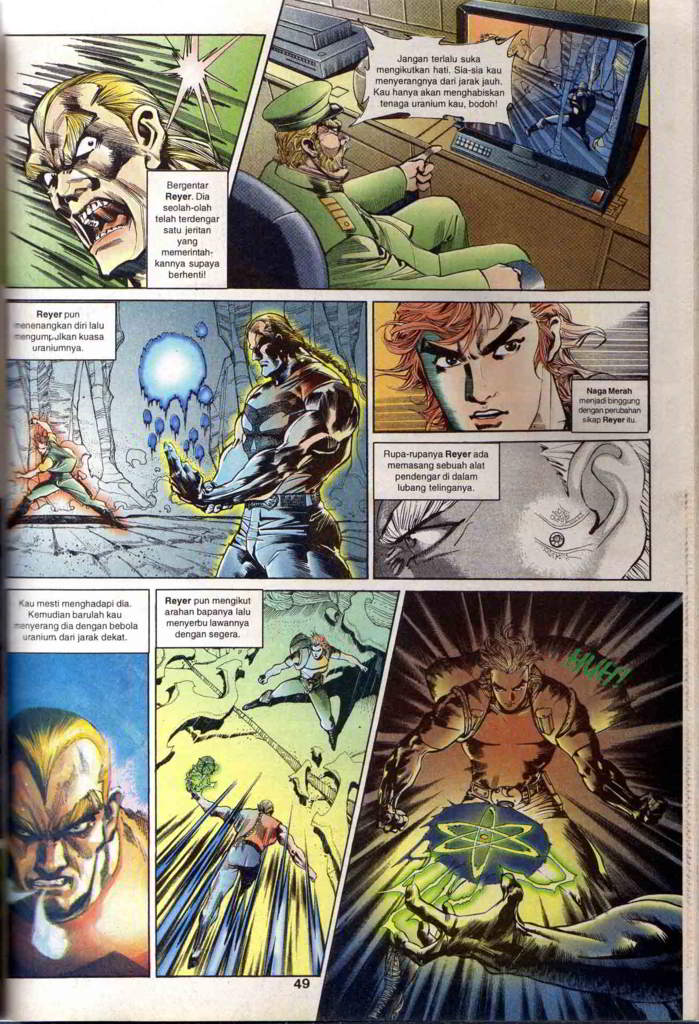 Bergentar
Reyer. Dia
seolah-olah
telah terdengar
satu jeritan
yang
memerintah-
kannya supaya
berhenti!
Jangan terlalu suka
mengikutkan hati. Sia-sia kau
menyerangnya dari jarak jauh.
Kau hanya akan menghabiskan
tenaga uranium kau, bodoh!
Reyer pun
menenangkan diri lalu
mengumpulkan kuasa
uraniumnya.
Naga Merah
menjadi binggung
dengan perubahan
sikap Reyer itu.
Rupa-rupanya Reyer ada
memasang sebuah alat
pendengar di dalam
lubang telinganya.
Kau mesti menghadapi dia.
Kemudian barulah kau
menyerang dia dengan bebola
uranium dari jarak dekat.
Reyer pun mengikut
arahan bapanya lalu
menyerbu lawannya
dengan segera.
HUH!
49